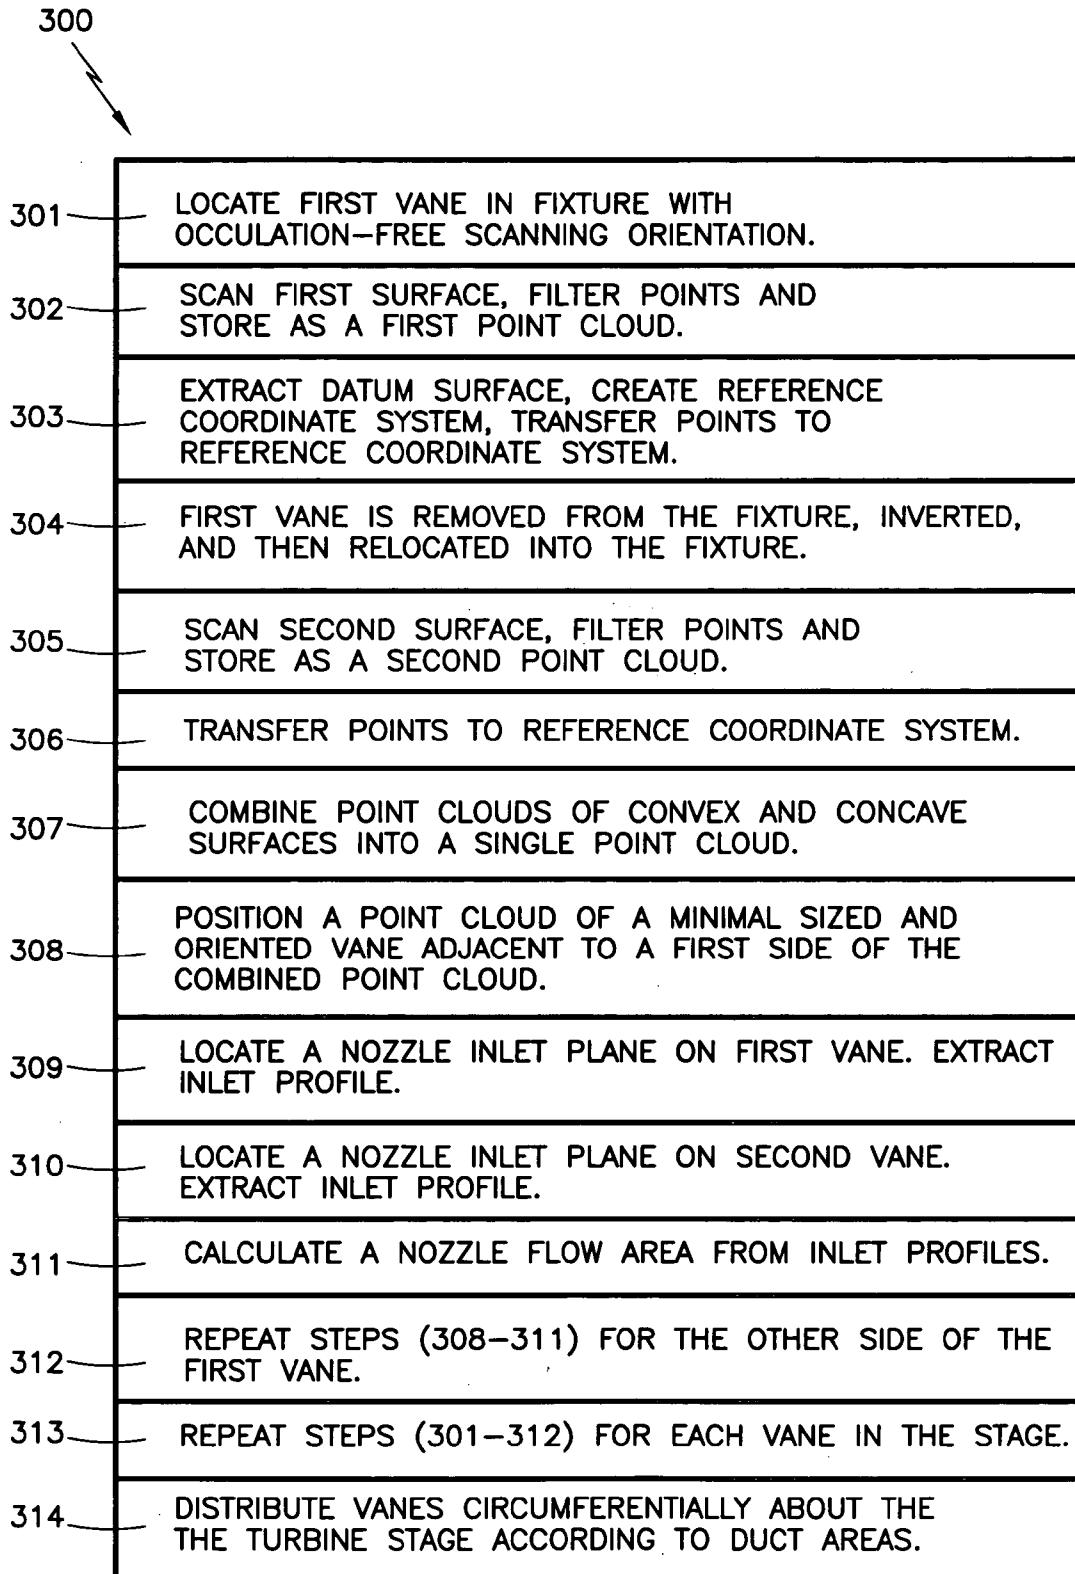 300
301
LOCATE FIRST VANE IN FIXTURE WITH
OCCULATION-FREE SCANNING ORIENTATION.
302
SCAN FIRST SURFACE, FILTER POINTS AND
STORE AS A FIRST POINT CLOUD.
303
EXTRACT DATUM SURFACE, CREATE REFERENCE
COORDINATE SYSTEM, TRANSFER POINTS TO
REFERENCE COORDINATE SYSTEM.
304
FIRST VANE IS REMOVED FROM THE FIXTURE, INVERTED,
AND THEN RELOCATED INTO THE FIXTURE.
305
SCAN SECOND SURFACE, FILTER POINTS AND
STORE AS A SECOND POINT CLOUD.
306
TRANSFER POINTS TO REFERENCE COORDINATE SYSTEM.
307
COMBINE POINT CLOUDS OF CONVEX AND CONCAVE
SURFACES INTO A SINGLE POINT CLOUD.
308
POSITION A POINT CLOUD OF A MINIMAL SIZED AND
ORIENTED VANE ADJACENT TO A FIRST SIDE OF THE
COMBINED POINT CLOUD.
309
LOCATE A NOZZLE INLET PLANE ON FIRST VANE. EXTRACT
INLET PROFILE.
310
LOCATE A NOZZLE INLET PLANE ON SECOND VANE.
EXTRACT INLET PROFILE.
311
CALCULATE A NOZZLE FLOW AREA FROM INLET PROFILES.
312
REPEAT STEPS (308-311) FOR THE OTHER SIDE OF THE
FIRST VANE.
313
REPEAT STEPS (301-312) FOR EACH VANE IN THE STAGE.
314
DISTRIBUTE VANES CIRCUMFERENTIALLY ABOUT THE
THE TURBINE STAGE ACCORDING TO DUCT AREAS.